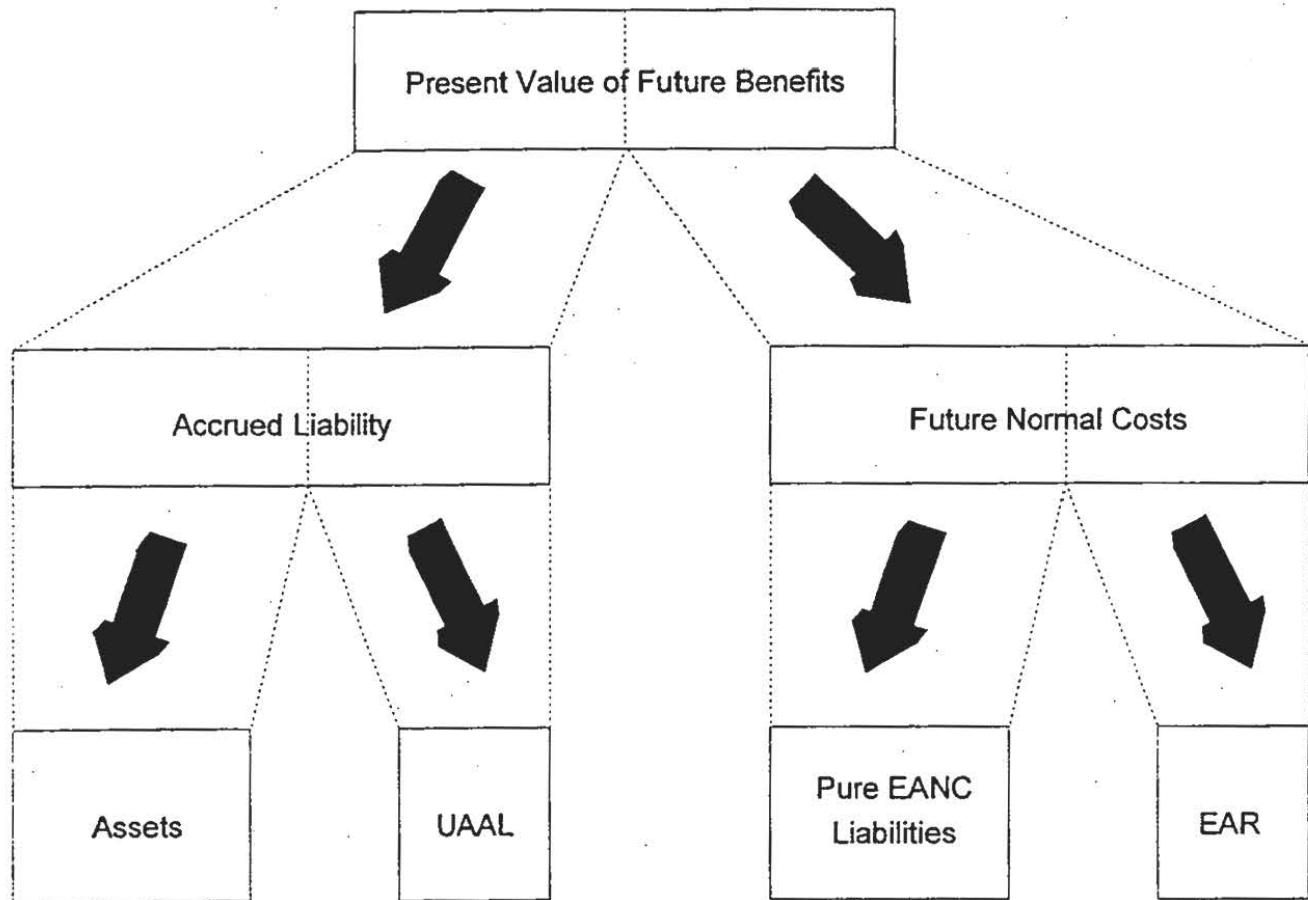 Present Value of Future Benefits
Accrued Liability
Future Normal Costs
Assets
UAAL
Pure EANC
Liabilities
EAR